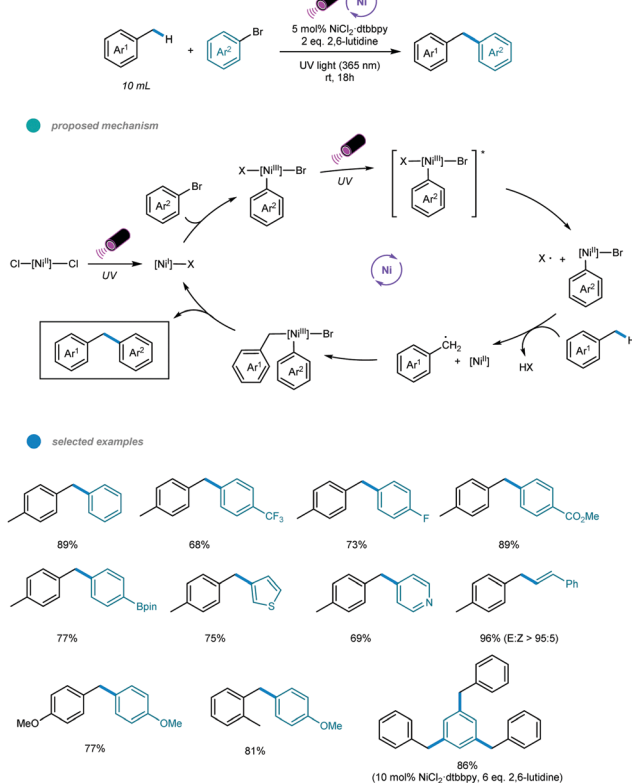 Ni
Ar¹
H
+
Ar²
Br
5 mol% NiCl₂·dtbbpy
2 eq. 2,6-lutidine
UV light (365 nm)
rt, 18h
Ar¹
Ar²
10 mL
proposed mechanism
X—[Niᴵᴵᴵ]—Br
Ar²
UV
X—[Niᴵᴵᴵ]—Br
Ar²
*
Br
Ar²
Cl—[Niᴵᴵ]—Cl
UV
[Niᴵ]—X
Ni
X· +
[Niᴵᴵ]—Br
Ar²
Ar¹
Ar²
[Niᴵᴵᴵ]—Br
Ar¹
Ar²
ĊH₂
Ar¹
+ [Niᴵᴵ]
HX
Ar¹
H
selected examples
89%
CF₃
68%
F
73%
CO₂Me
89%
Bpin
77%
S
75%
N
69%
Ph
96% (E:Z > 95:5)
MeO
OMe
77%
OMe
81%
86%
(10 mol% NiCl₂·dtbbpy, 6 eq. 2,6-lutidine)